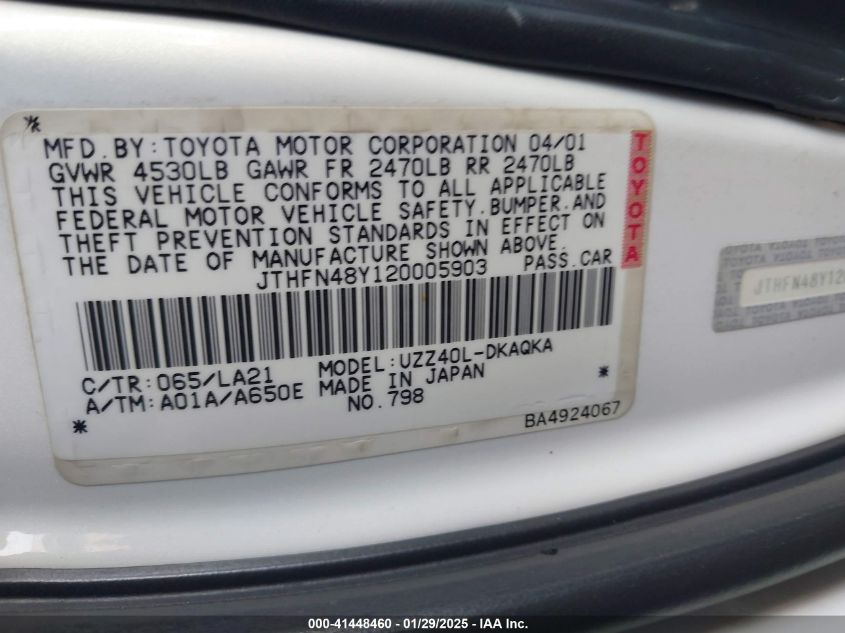 MFD.BY:TOYOTA MOTOR CORPORATION 04/01
GVWR 4530LB GAWR FR 2470LB RR 2470LB
THIS VEHICLE CONFORMS TO ALL APPLICABLE
FEDERAL MOTOR VEHICLE SAFETY,BUMPER,AND
THEFT PREVENTION STANDARDS IN EFFECT ON
THE DATE OF MANUFACTURE SHOWN ABOVE.
JTHFN48Y120005903 PASS.CAR
C/TR:065/LA21 MODEL:UZZ40L-DKAQKA
A/TM:A01A/A650E MADE IN JAPAN
NO.798
BA4924067
TOYOTA
JTHFN48Y12
000-41448460 - 01/29/2025 - IAA Inc.